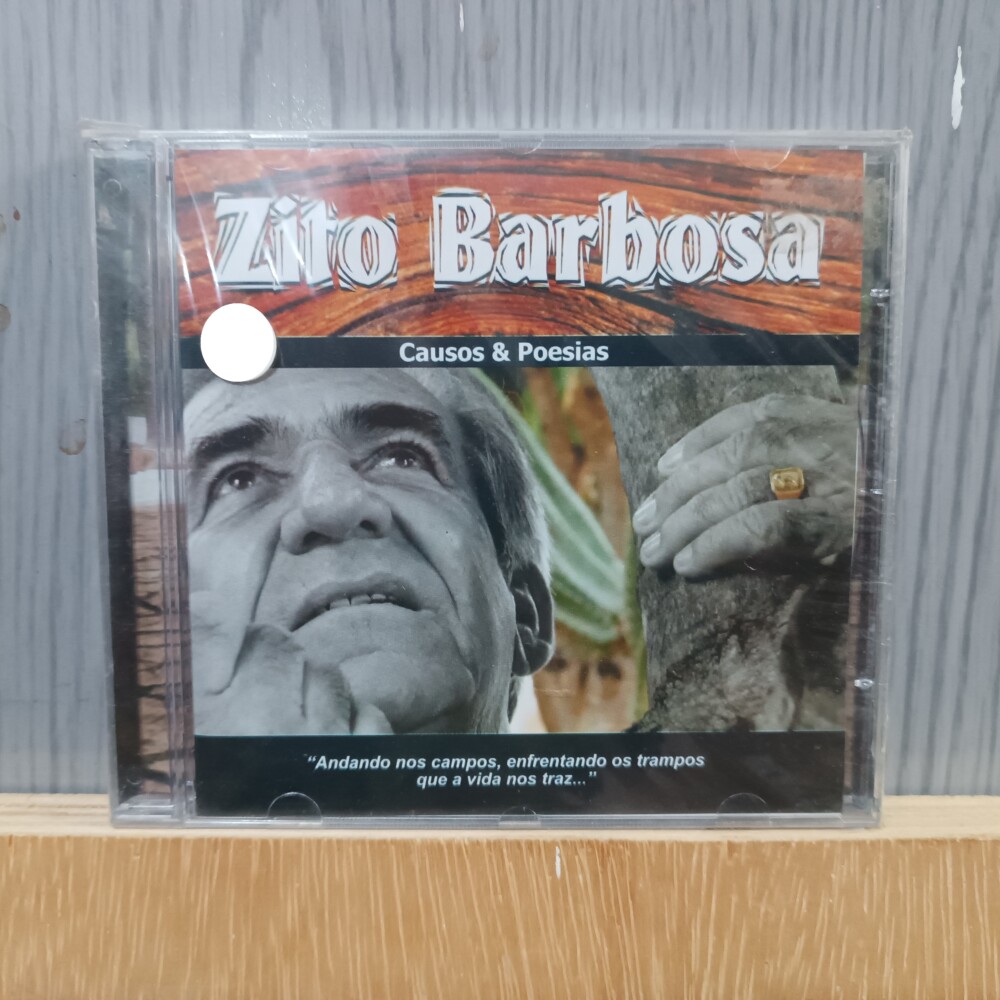 Zito Barbosa
Causos & Poesias
“Andando nos campos, enfrentando os trampos
que a vida nos traz...”